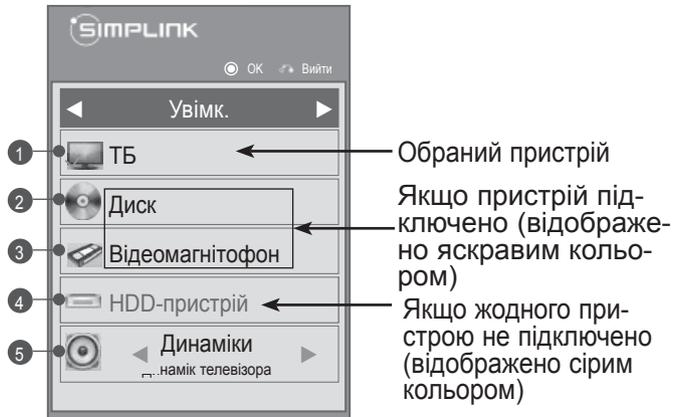 SIMPLINK
OK Вийти
Увімк.
1 ТБ
Обраний пристрій
2 Диск
3 Відеомагнітофон
Якщо пристрій під-
ключено (відображе-
но яскравим кольо-
ром)
4 HDD-пристрій
Якщо жодного при-
строю не підключено
(відображено сірим
кольором)
5 Динаміки
телевізора